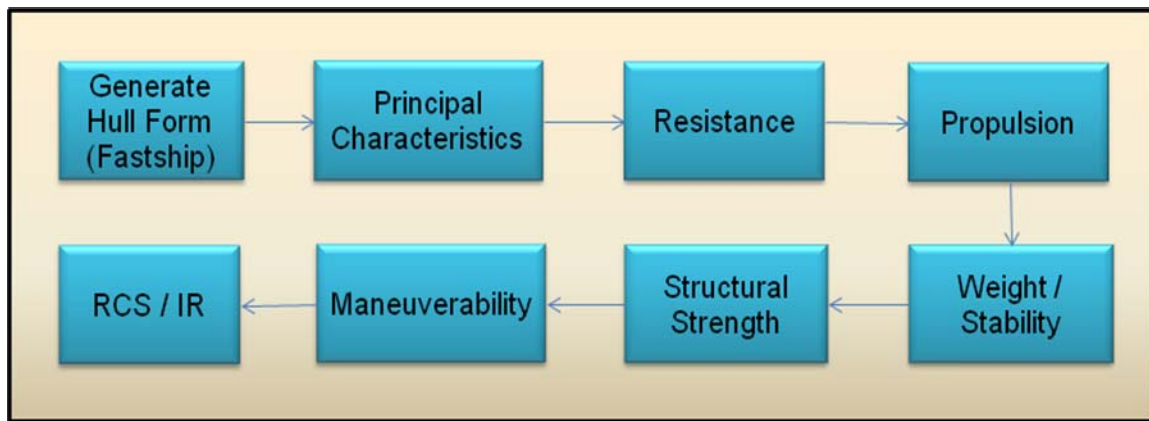 Generate
Hull Form
(Fastship)
Principal
Characteristics
Resistance
Propulsion
RCS / IR
Maneuverability
Structural
Strength
Weight /
Stability